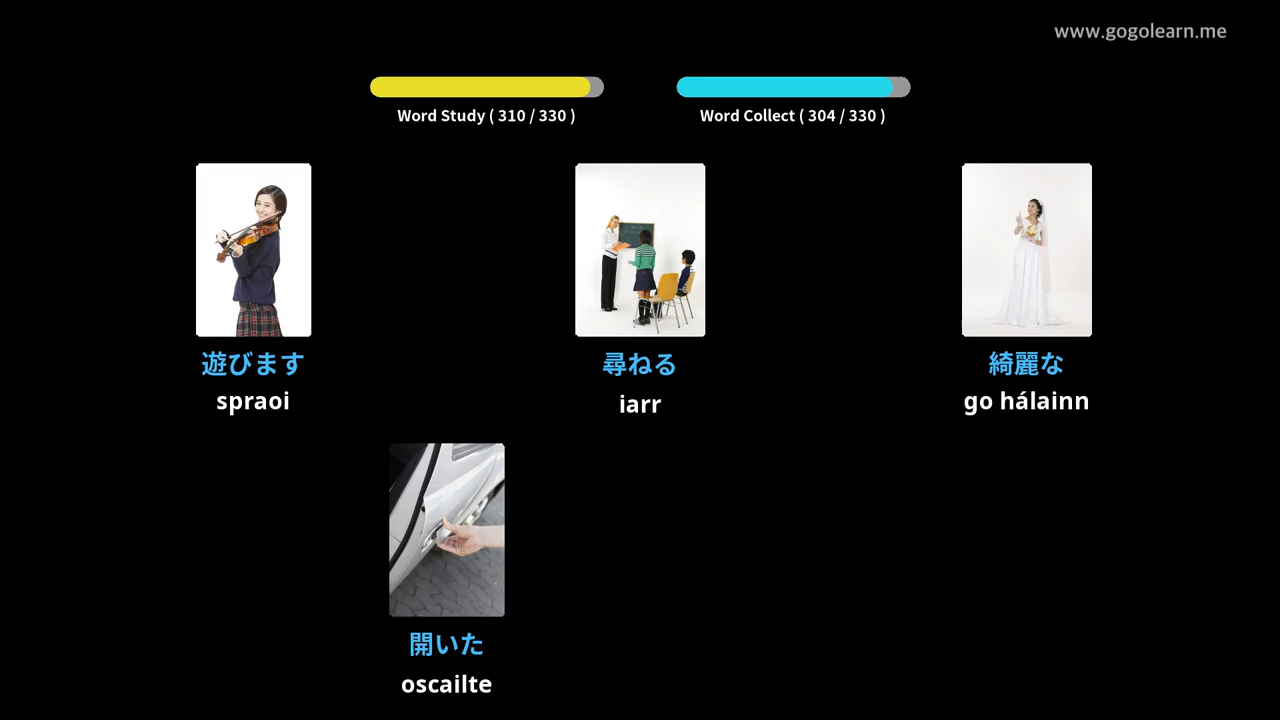 www.gogolearn.me
Word Study ( 310 / 330 )
Word Collect ( 304 / 330 )
遊びます
spraoi
尋ねる
iarr
綺麗な
go hálainn
開いた
oscailte